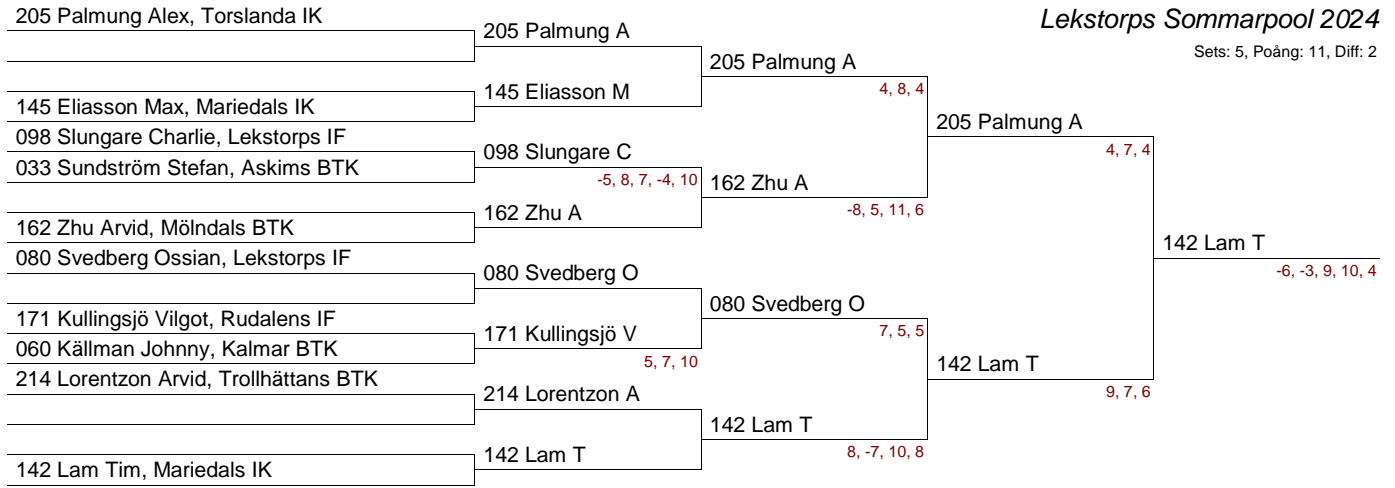 Lekstorps Sommarpool 2024
Sets: 5, Poång: 11, Diff: 2
205 Palmung Alex, Torslanda IK
145 Eliasson Max, Mariedals IK
098 Slungare Charlie, Lekstorps IF
033 Sundström Stefan, Askims BTK
162 Zhu Arvid, Mölndals BTK
080 Svedberg Ossian, Lekstorps IF
171 Kullingsjö Vilgot, Rudalens IF
060 Källman Johnny, Kalmar BTK
214 Lorentzon Arvid, Trollhättans BTK
142 Lam Tim, Mariedals IK
205 Palmung A
145 Eliasson M
098 Slungare C
-5, 8, 7, -4, 10
162 Zhu A
080 Svedberg O
171 Kullingsjö V
5, 7, 10
214 Lorentzon A
142 Lam T
205 Palmung A
4, 8, 4
162 Zhu A
-8, 5, 11, 6
080 Svedberg O
7, 5, 5
142 Lam T
8, -7, 10, 8
205 Palmung A
4, 7, 4
142 Lam T
9, 7, 6
142 Lam T
-6, -3, 9, 10, 4